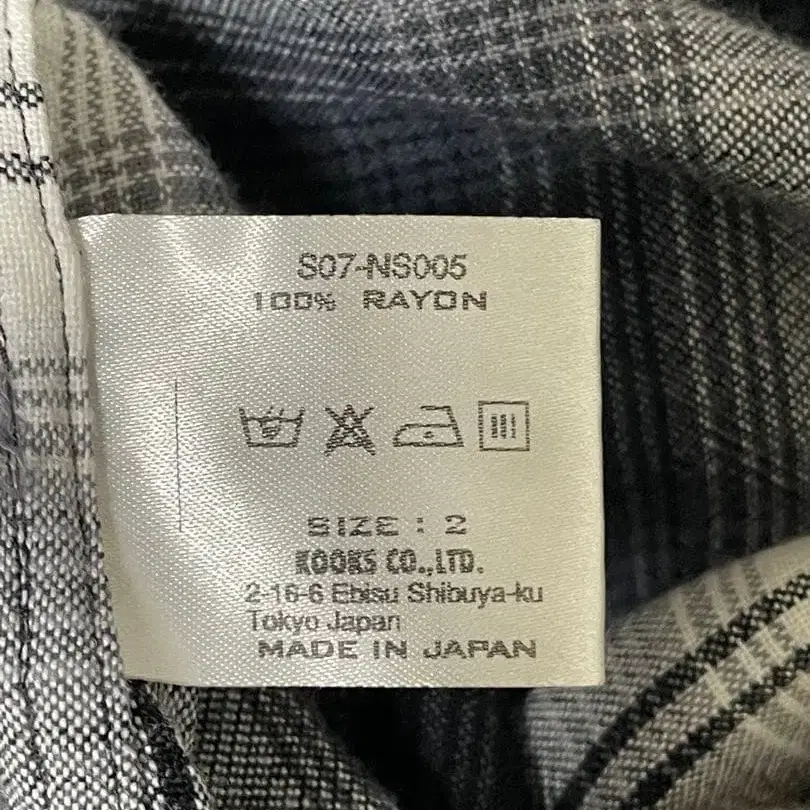 S07-NS005
100% RAYON
SIZE : 2
KOOKS CO.,LTD.
2-16-6 Ebisu Shibuya-ku
Tokyo Japan
MADE IN JAPAN